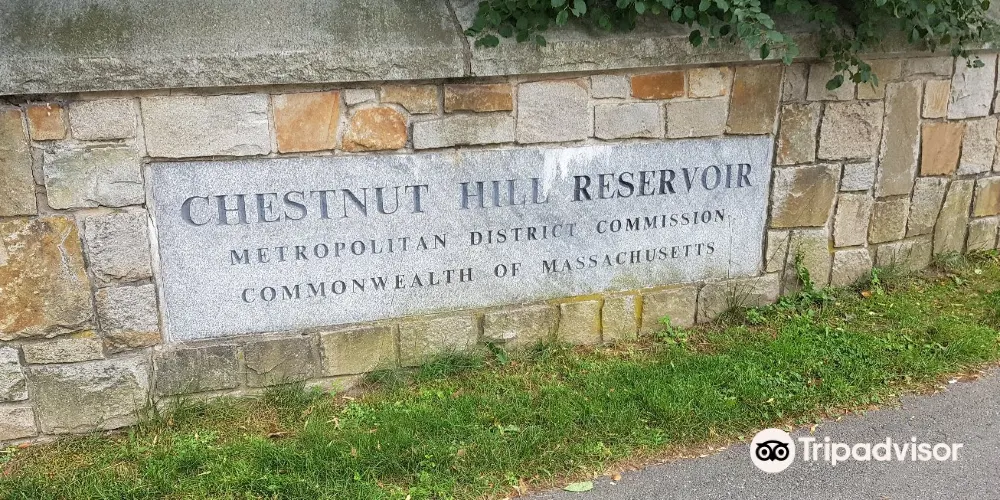 CHESTNUT HILL RESERVOIR
METROPOLITAN DISTRICT COMMISSION
COMMONWEALTH OF MASSACHUSETTS
Tripadvisor